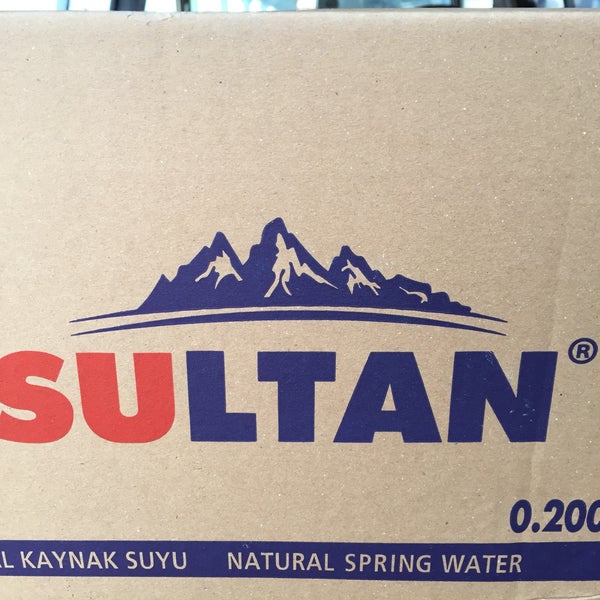 SULTAN®
0.200
KAYNAK SUYU NATURAL SPRING WATER